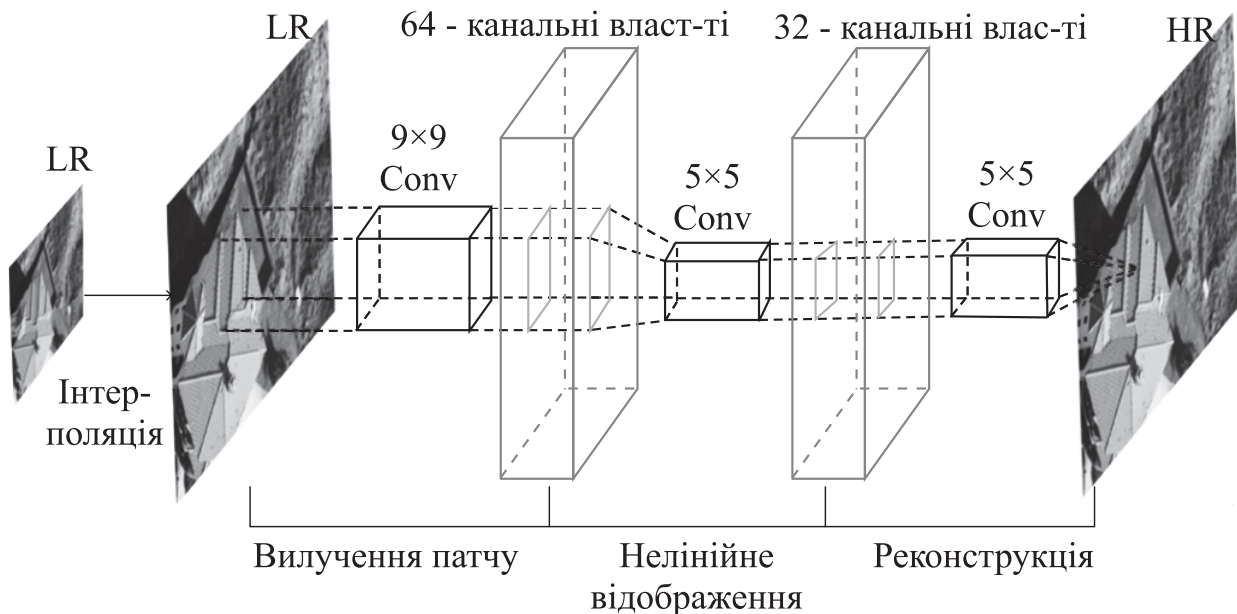 LR
64 - канальні власт-ті
32 - канальні влас-ті
HR
LR
9×9
Conv
5×5
Conv
5×5
Conv
Інтер-
поляція
Вилучення патчу
Нелінійне
відображення
Реконструкція